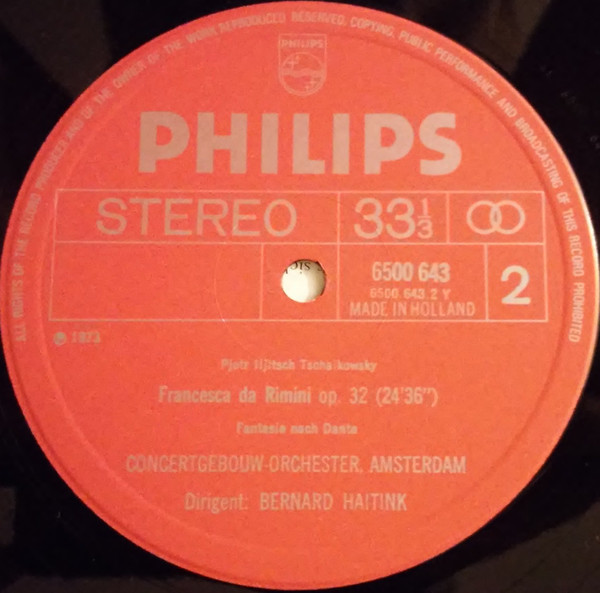 ALL RIGHTS OF THE RECORD PRODUCER AND OF THE OWNER OF THE WORK REPRODUCED RESERVED. COPYING, PUBLIC PERFORMANCE AND BROADCASTING OF THIS RECORD PROHIBITED
PHILIPS
PHILIPS
STEREO 33 1/3
6500 643
6500 643.2 Y
MADE IN HOLLAND
2
℗ 1973
Pjotr Iljitsch Tschaikowsky
Francesca da Rimini op. 32 (24'36")
Fantasie nach Dante
CONCERTGEBOUW-ORCHESTER, AMSTERDAM
Dirigent: BERNARD HAITINK